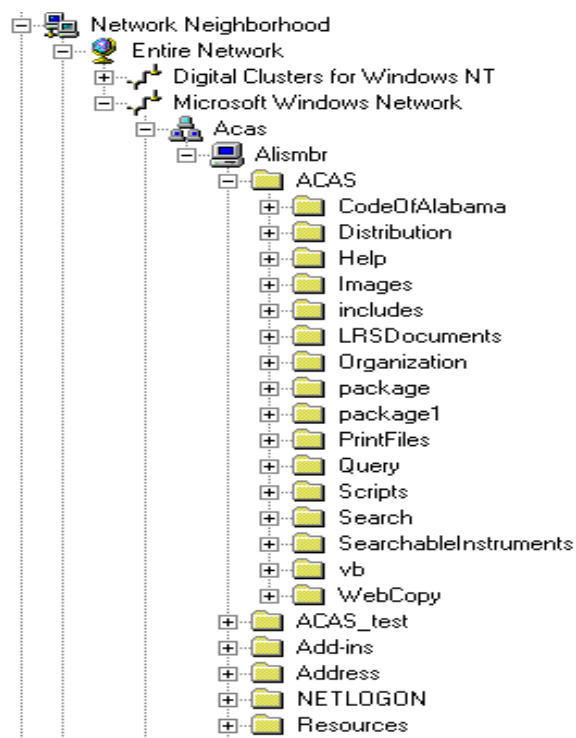 Network Neighborhood
Entire Network
Digital Clusters for Windows NT
Microsoft Windows Network
Acas
Alismbr
ACAS
CodeOfAlabama
Distribution
Help
Images
includes
LRSDocuments
Organization
package
package1
PrintFiles
Query
Scripts
Search
SearchableInstruments
vb
WebCopy
ACAS_test
Add-ins
Address
NETLOGON
Resources